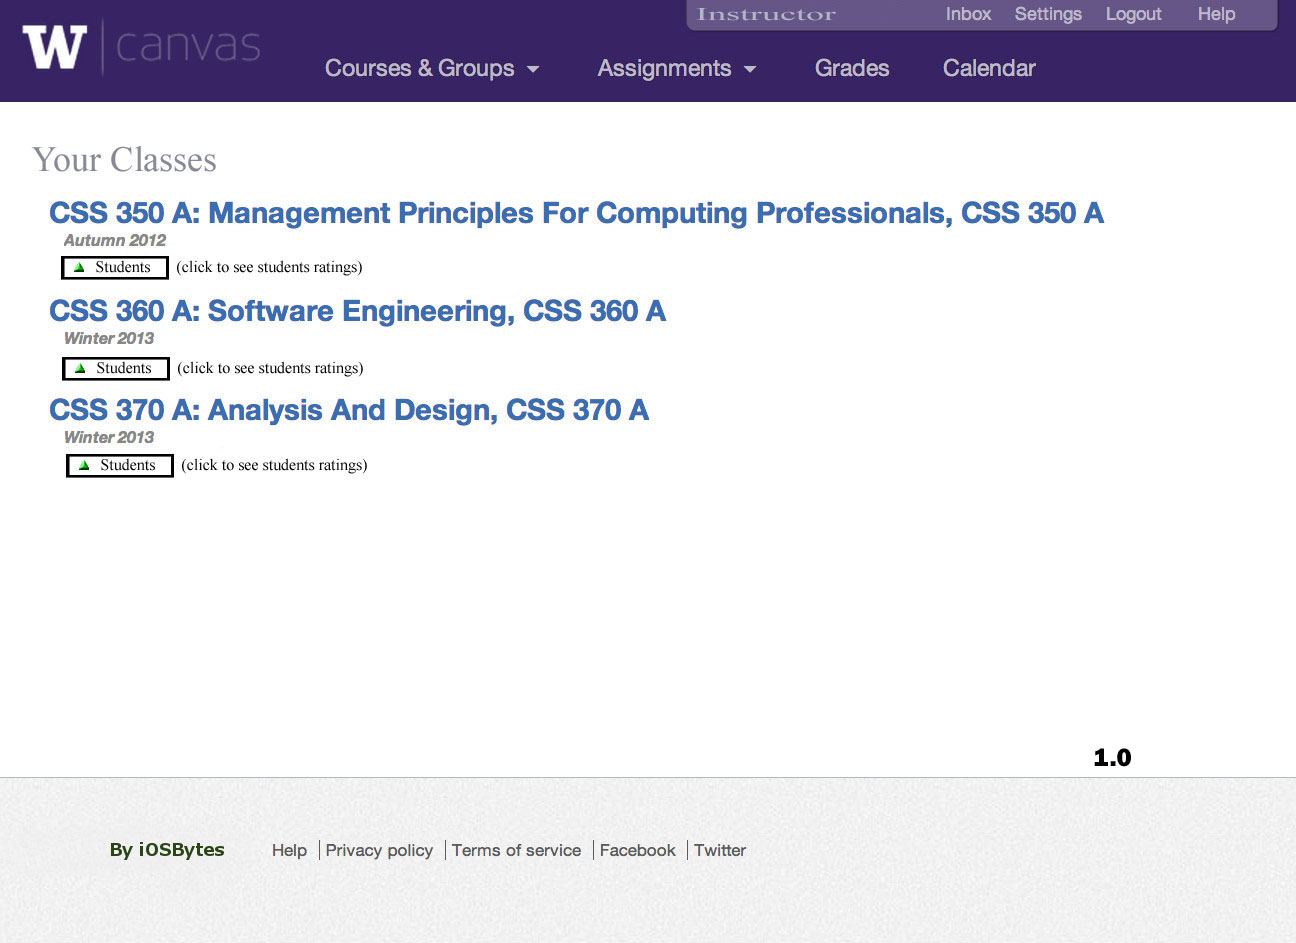 Instructor Inbox Settings Logout Help
W canvas
Courses & Groups Assignments Grades Calendar
Your Classes
CSS 350 A: Management Principles For Computing Professionals, CSS 350 A
Autumn 2012
Students (click to see students ratings)
CSS 360 A: Software Engineering, CSS 360 A
Winter 2013
Students (click to see students ratings)
CSS 370 A: Analysis And Design, CSS 370 A
Winter 2013
Students (click to see students ratings)
1.0
By iOSBytes Help Privacy policy Terms of service Facebook Twitter